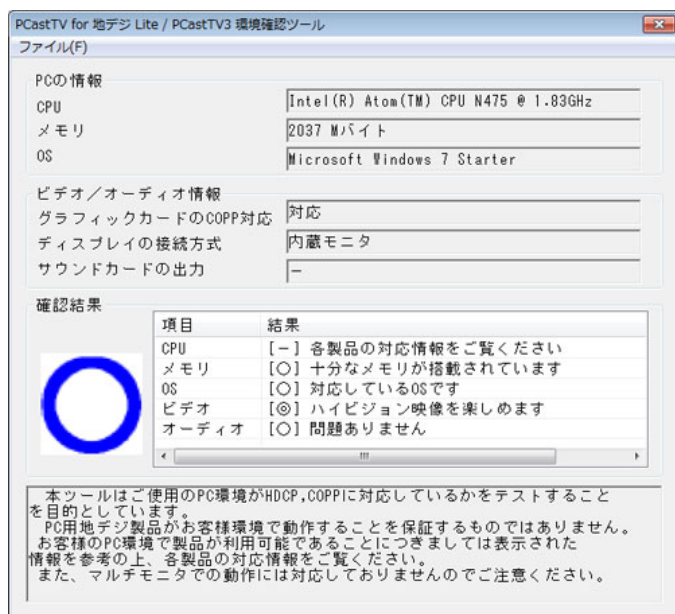 PCastTV for 地デジ Lite / PCastTV3 環境確認ツール
ファイル(F)
PCの情報
CPU
Intel(R) Atom(TM) CPU N475 @ 1.83GHz
メモリ
2037 Mバイト
OS
Microsoft Windows 7 Starter
ビデオ/オーディオ情報
グラフィックカードのCOPP対応
対応
ディスプレイの接続方式
内蔵モニタ
サウンドカードの出力
-
確認結果
項目 結果
CPU [-] 各製品の対応情報をご覧ください
メモリ [○] 十分なメモリが搭載されています
OS [○] 対応しているOSです
ビデオ [◎] ハイビジョン映像を楽しめます
オーディオ [○] 問題ありません
本ツールはご使用のPC環境がHDCP,COPPに対応しているかをテストすること
を目的としています。
PC用地デジ製品がお客様環境で動作することを保証するものではありません。
お客様のPC環境で製品が利用可能であることにつきましては表示された
情報を参考の上、各製品の対応情報をご覧ください。
また、マルチモニタでの動作には対応しておりませんのでご注意ください。